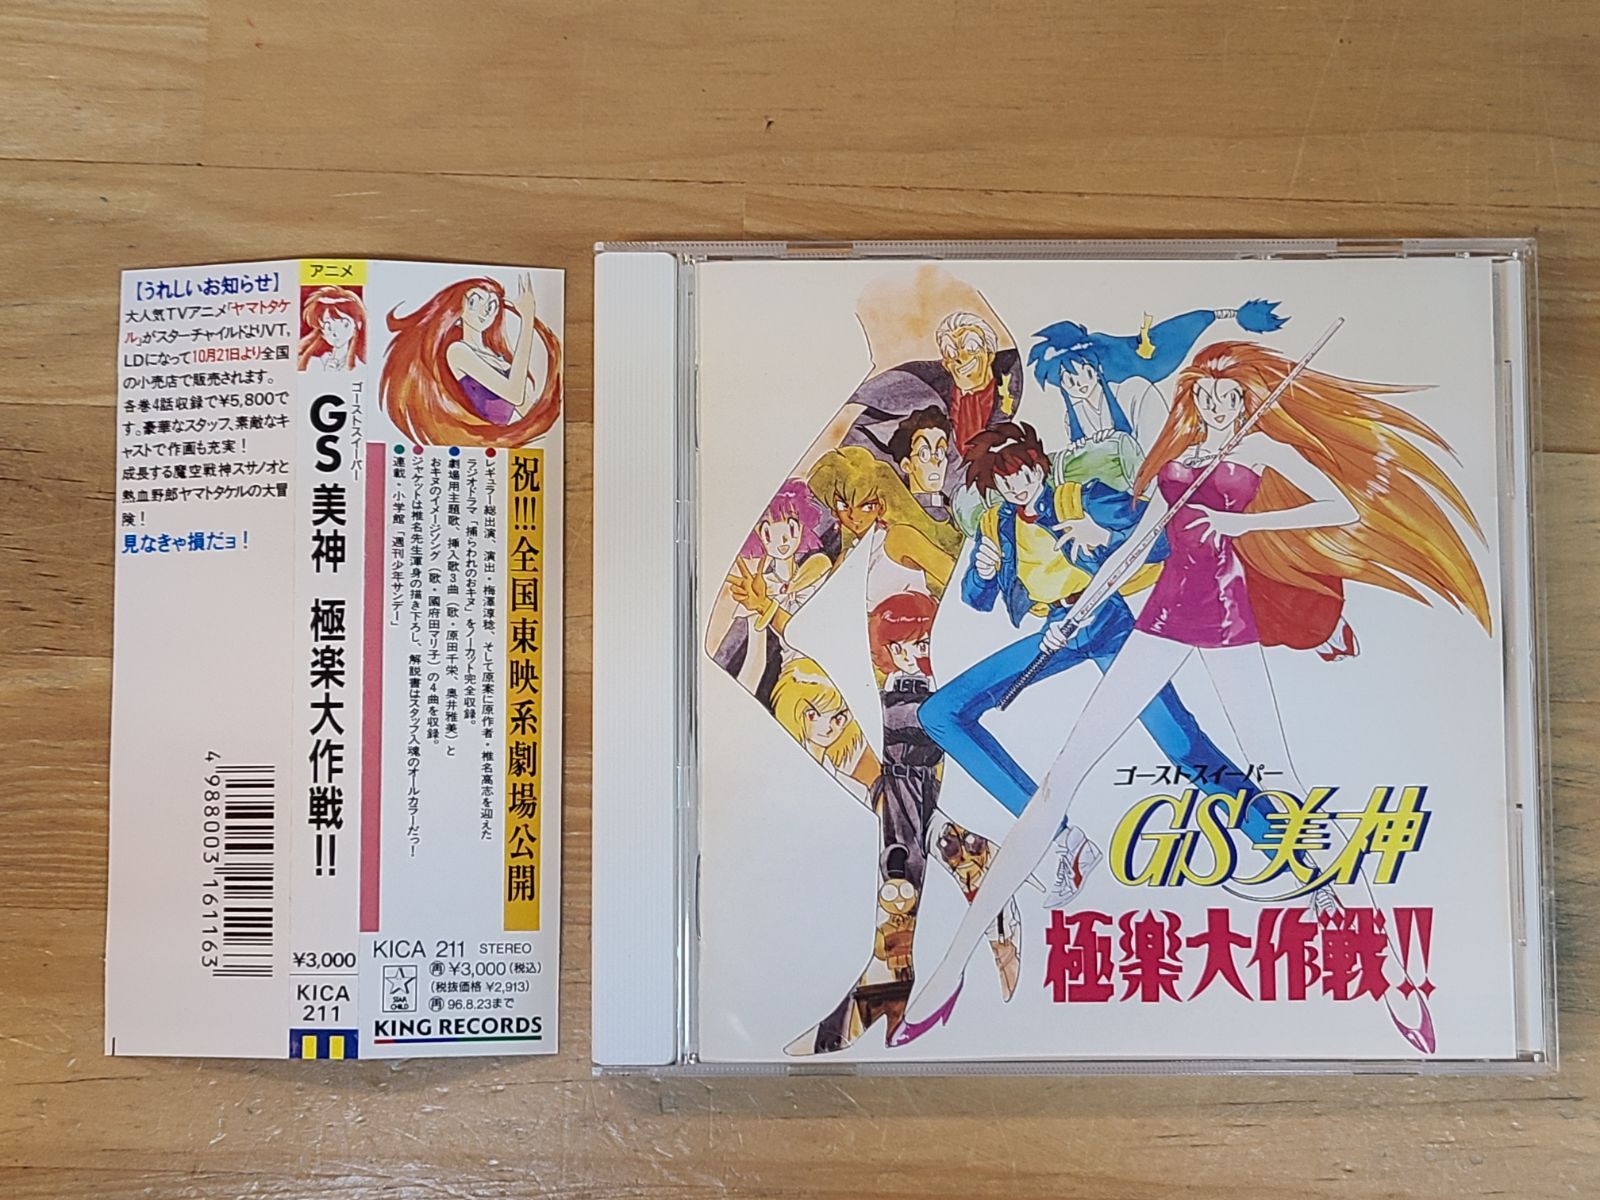 【うれしいお知らせ】
大人気TVアニメ「ヤマトタケ
ル」がスターチャイルドよりVT,
LDになって10月21日より全国
の小売店で販売されます。
各巻4話収録で¥5,800で
す。豪華なスタッフ、素敵なキ
ャストで作画も充実！
成長する魔空戦神スサノオと
熱血野郎ヤマトタケルの大冒
険！
見なきゃ損だョ！
4988003161163
アニメ
ゴーストスイーパー
GS美神 極楽大作戦!!
¥3,000
KICA
211
祝!!!全国東映系劇場公開
●レギュラー総出演、演出・梅澤淳稔、そして原案に原作者・椎名高志を迎えた
ラジオドラマ「捕らわれのおキヌ」をノーカット完全収録。
●劇場用主題歌、挿入歌3曲(歌・原田千栄、奥井雅美)と
おキヌのイメージソング(歌・國府田マリ子)の4曲を収録。
●ジャケットは椎名先生渾身の描き下ろし、解説書はスタッフ入魂のオールカラーだっ！
●連載・小学館「週刊少年サンデー」
KICA 211 STEREO
STAR
CHILD
再 ¥3,000(税込)
(税抜価格 ¥2,913)
再 96.8.23まで
KING RECORDS
ゴーストスイーパー
GS美神
極楽大作戦!!